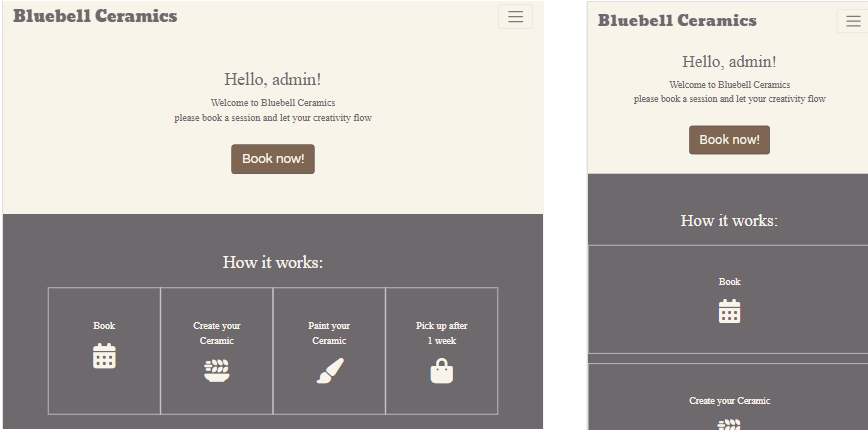 Bluebell Ceramics
Hello, admin!
Welcome to Bluebell Ceramics
please book a session and let your creativity flow
Book now!
How it works:
Book
Create your
Ceramic
Paint your
Ceramic
Pick up after
1 week
Bluebell Ceramics
Hello, admin!
Welcome to Bluebell Ceramics
please book a session and let your creativity flow
Book now!
How it works:
Book
Create your Ceramic